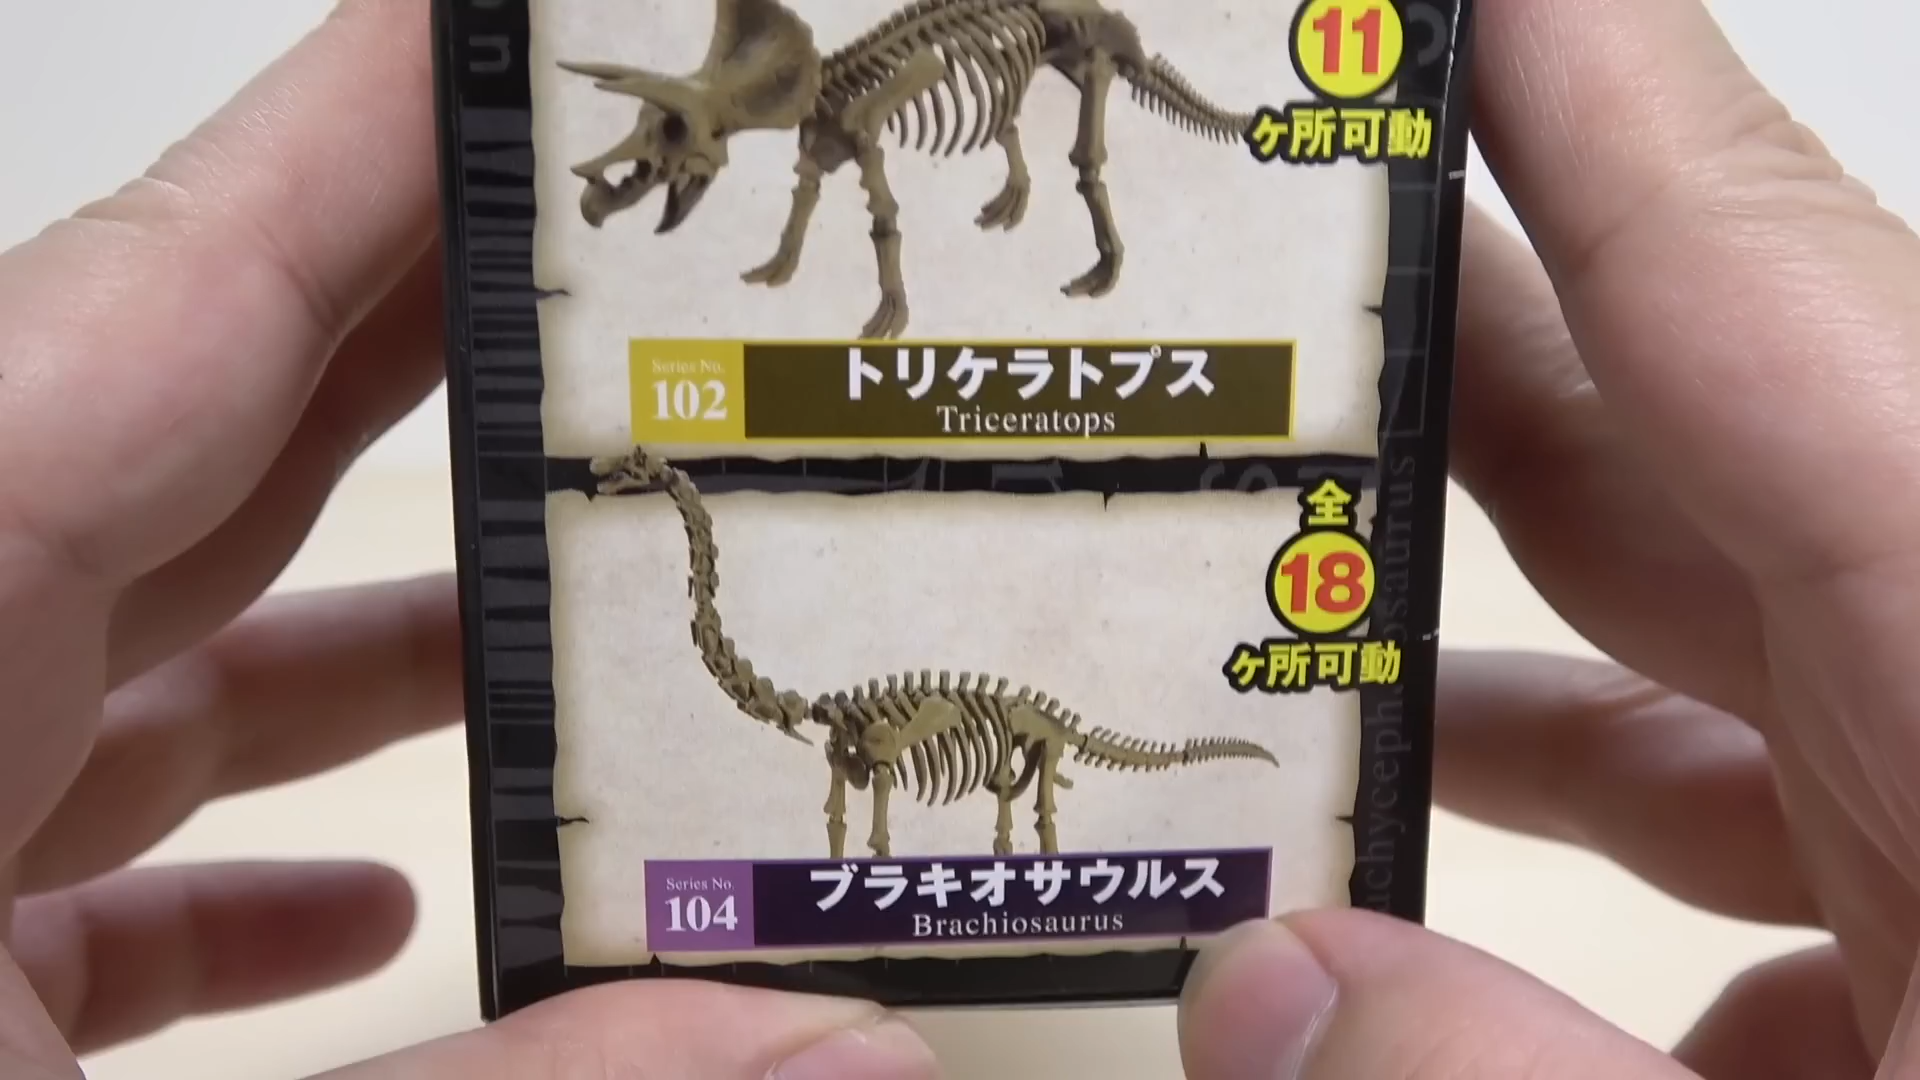 11
ヶ所可動
Series No.
102
トリケラトプス
Triceratops
全
18
ヶ所可動
Series No.
104
ブラキオサウルス
Brachiosaurus